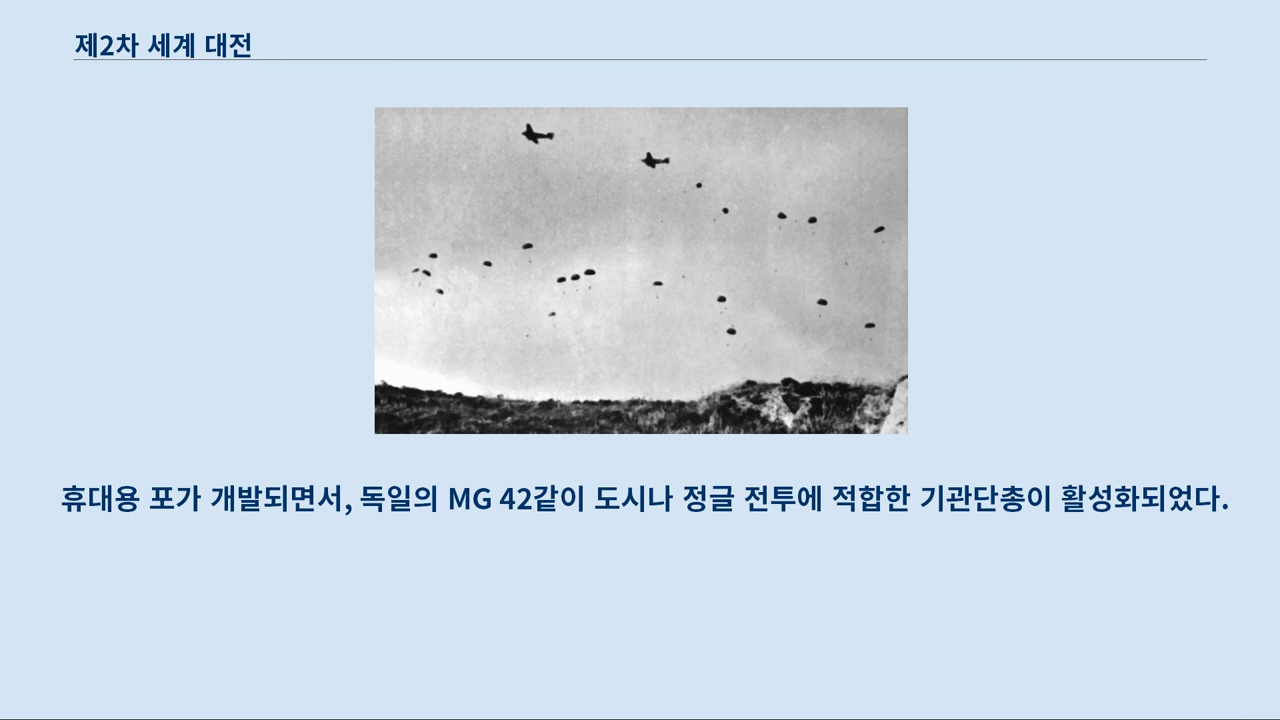 제2차 세계 대전
휴대용 포가 개발되면서, 독일의 MG 42같이 도시나 정글 전투에 적합한 기관단총이 활성화되었다.